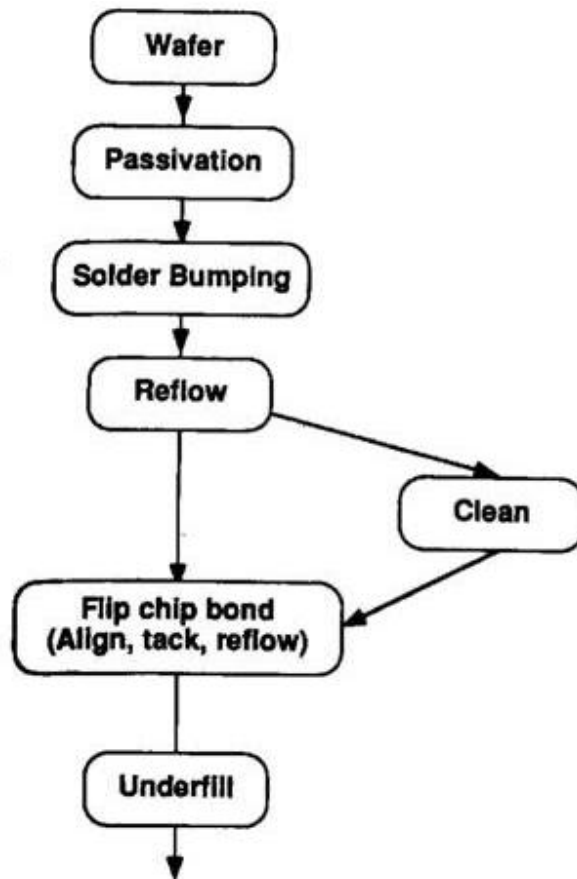 Wafer
Passivation
Solder Bumping
Reflow
Clean
Flip chip bond
(Align, tack, reflow)
Underfill